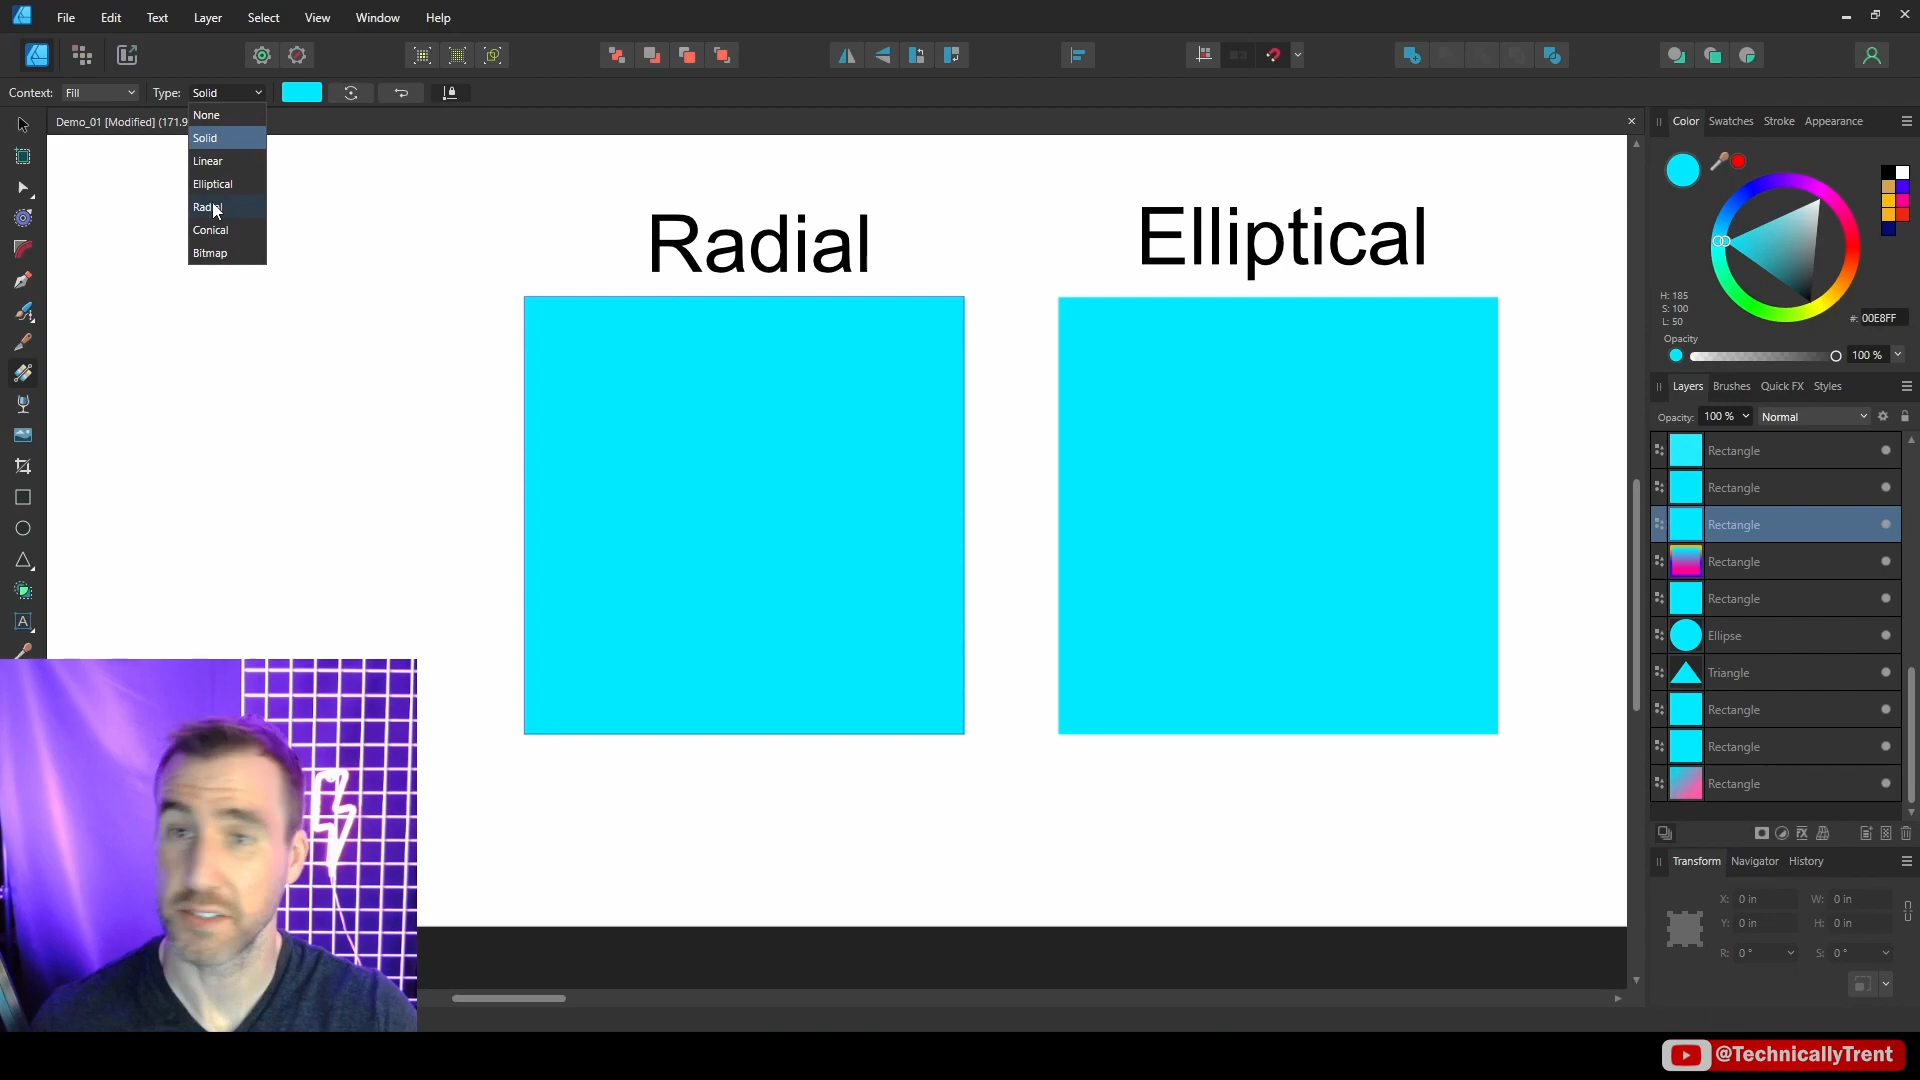 File Edit Text Layer Select View Window Help
Context: Fill Type: Solid
Demo_01 [Modified] (171.9
None
Solid
Linear
Elliptical
Radial
Conical
Bitmap
Radial
Elliptical
Color Swatches Stroke Appearance
H: 185
S: 100
L: 50
#: 00E8FF
Opacity
100 %
Layers Brushes Quick FX Styles
Opacity: 100 % Normal
Rectangle
Rectangle
Rectangle
Rectangle
Rectangle
Ellipse
Triangle
Rectangle
Rectangle
Rectangle
Transform Navigator History
X: 0 in W: 0 in
Y: 0 in H: 0 in
R: 0 ° S: 0 °
@TechnicallyTrent